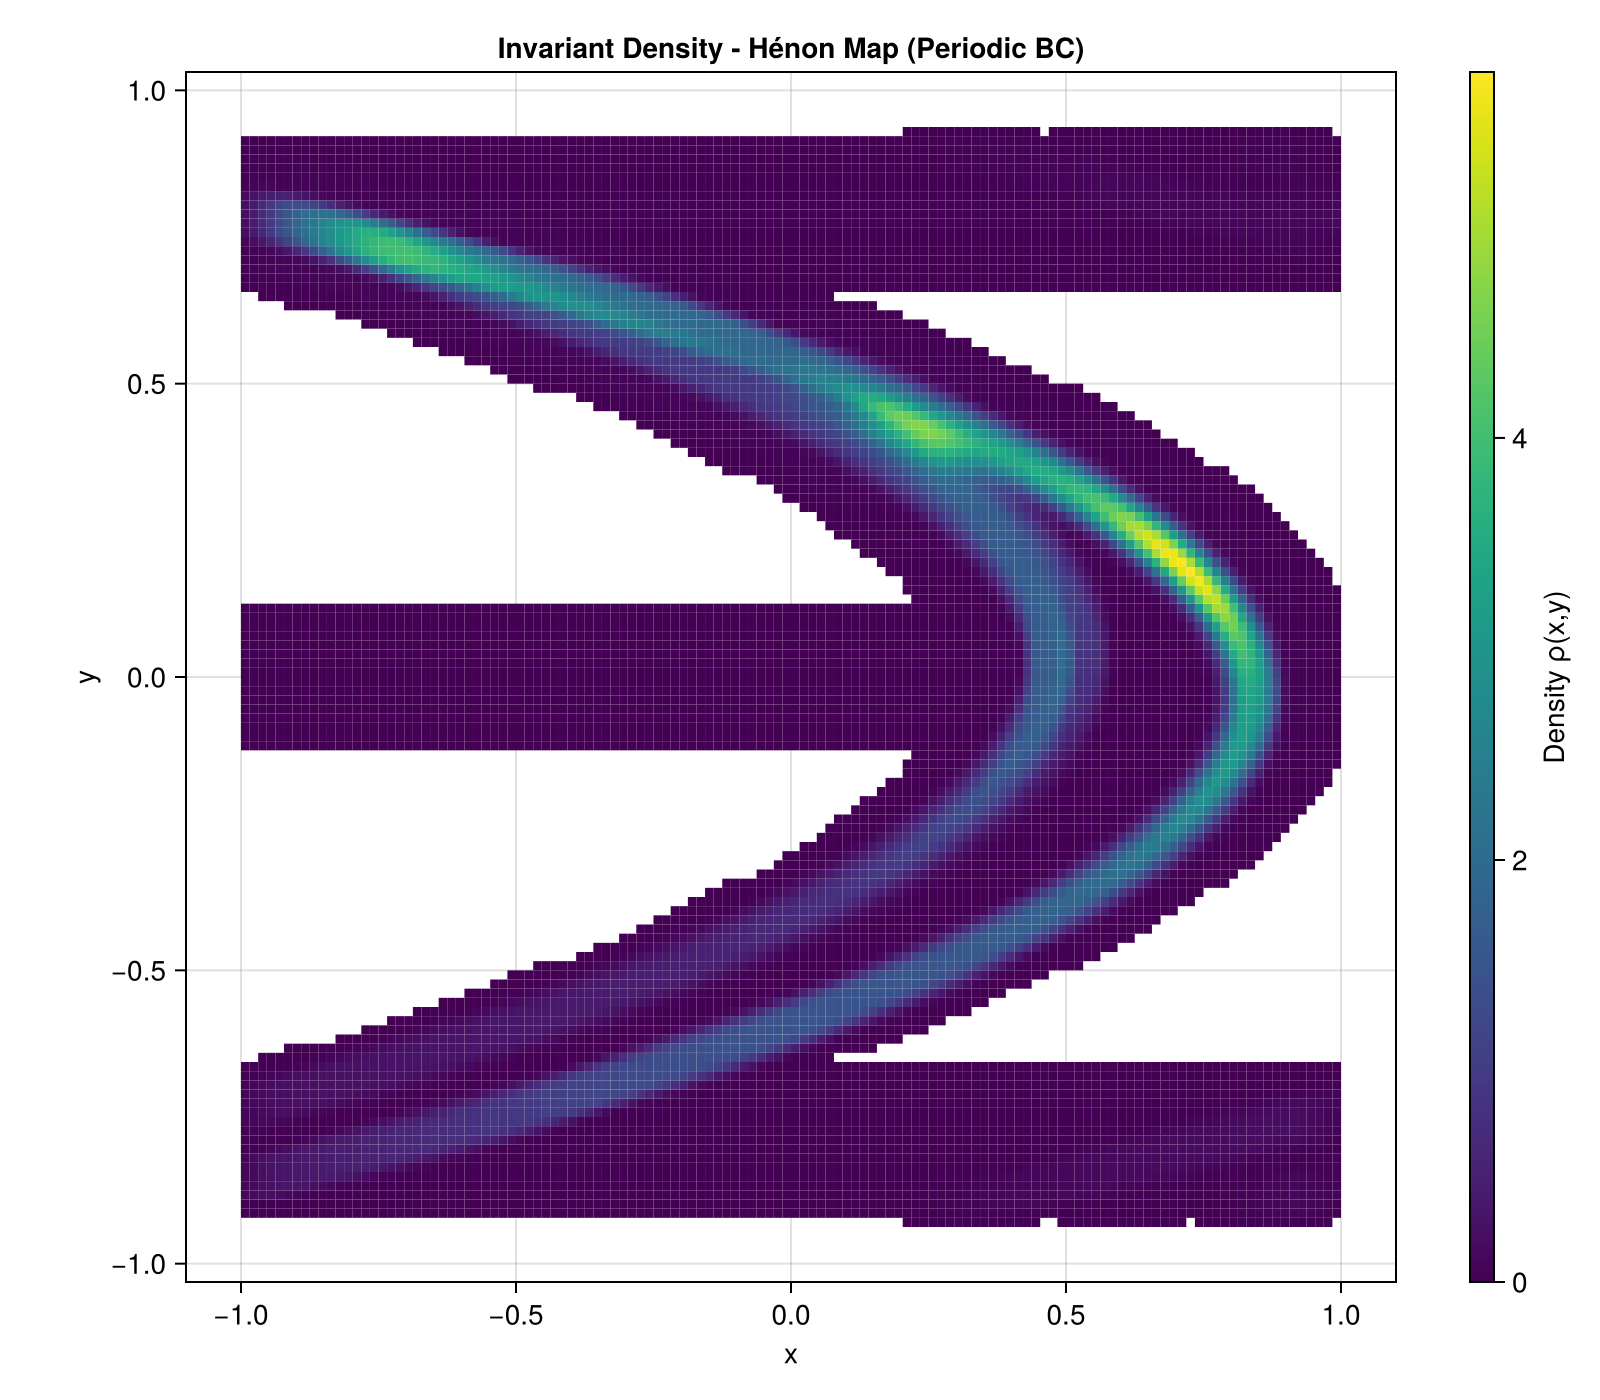 Invariant Density - Hénon Map (Periodic BC)
1.0
0.5
0.0
−0.5
−1.0
y
−1.0 −0.5 0.0 0.5 1.0
x
4
2
0
Density ρ(x,y)